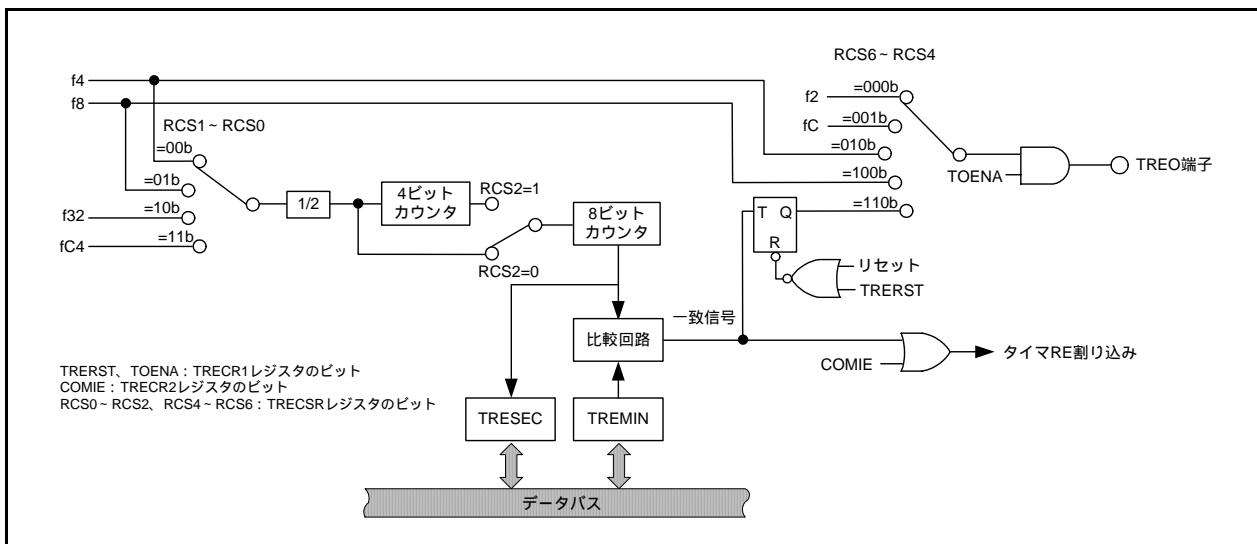 RCS6~RCS4
f4
f8
f2
=000b
fC
=001b
=010b
=100b
=110b
TOENA
TREO端子
RCS1~RCS0
=00b
=01b
f32
=10b
fC4
=11b
1/2
4ビット
カウンタ
RCS2=1
RCS2=0
8ビット
カウンタ
T Q
R
リセット
TRERST
一致信号
比較回路
COMIE
タイマRE割り込み
TRERST、TOENA:TRECR1レジスタのビット
COMIE:TRECR2レジスタのビット
RCS0~RCS2、RCS4~RCS6:TRECSRレジスタのビット
TRESEC
TREMIN
データバス